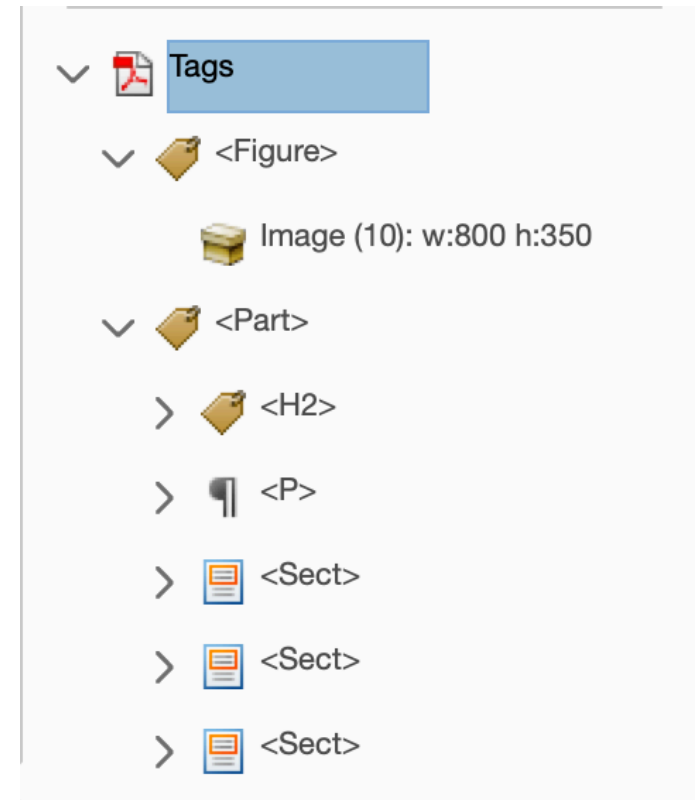 Tags
<Figure>
Image (10): w:800 h:350
<Part>
<H2>
<P>
<Sect>
<Sect>
<Sect>